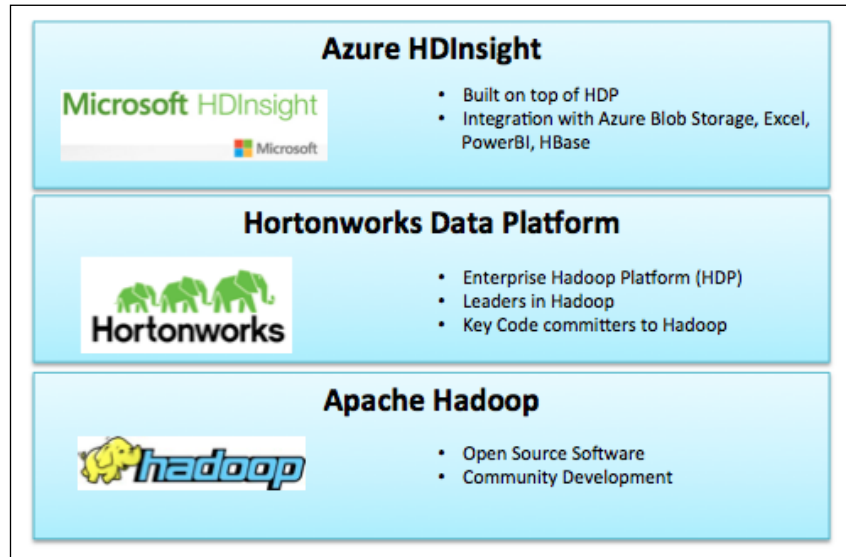 Azure HDInsight
Microsoft HDInsight
Microsoft
• Built on top of HDP
• Integration with Azure Blob Storage, Excel,
PowerBI, HBase
Hortonworks Data Platform
Hortonworks
• Enterprise Hadoop Platform (HDP)
• Leaders in Hadoop
• Key Code committers to Hadoop
Apache Hadoop
hadoop
• Open Source Software
• Community Development